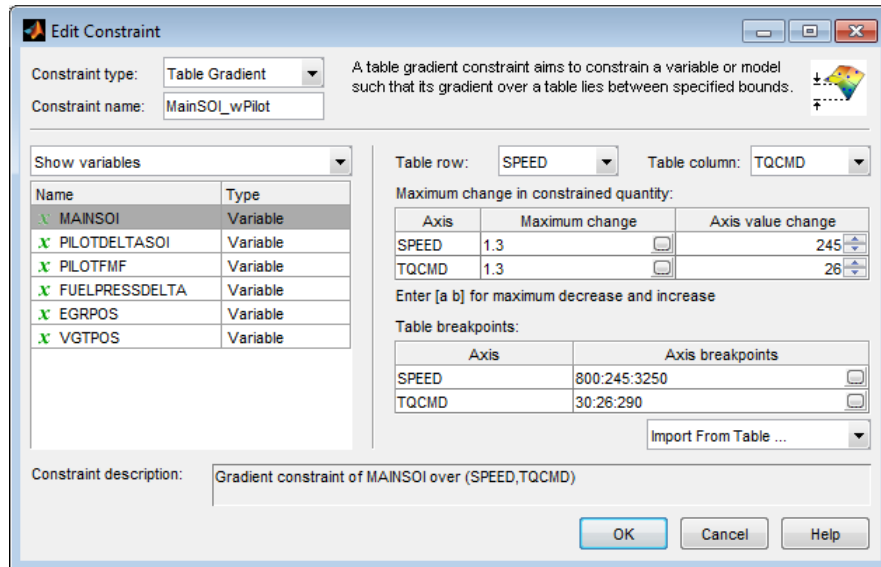 Edit Constraint
Constraint type: Table Gradient
A table gradient constraint aims to constrain a variable or model
such that its gradient over a table lies between specified bounds.
Constraint name: MainSOI_wPilot
Show variables
Name Type
x MAINSOI Variable
x PILOTDELTASOI Variable
x PILOTFMF Variable
x FUELPRESSDELTA Variable
x EGRPOS Variable
x VGTPOS Variable
Table row: SPEED Table column: TQCMD
Maximum change in constrained quantity:
Axis Maximum change Axis value change
SPEED 1.3 245
TQCMD 1.3 26
Enter [a b] for maximum decrease and increase
Table breakpoints:
Axis Axis breakpoints
SPEED 800:245:3250
TQCMD 30:26:290
Import From Table ...
Constraint description: Gradient constraint of MAINSOI over (SPEED,TQCMD)
OK Cancel Help